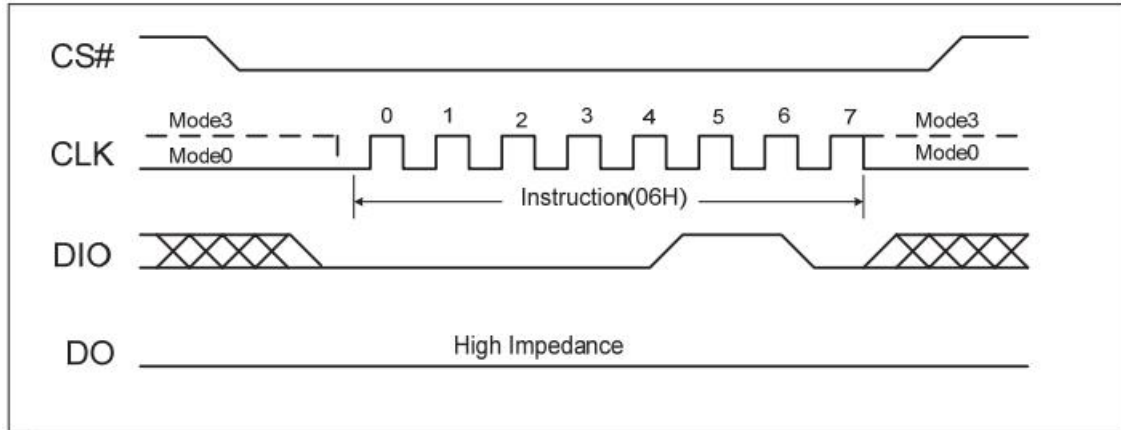 CS#
0 1 2 3 4 5 6 7
Mode3 Mode3
CLK Mode0 Mode0
Instruction(06H)
DIO
High Impedance
DO